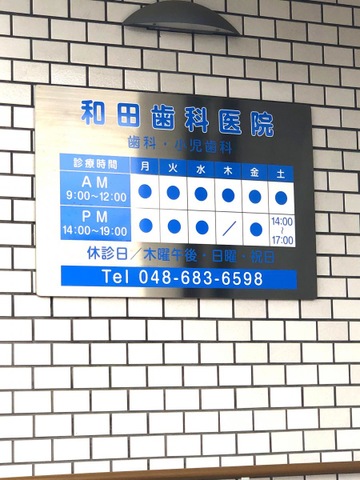 和田歯科医院
歯科・小児歯科
診療時間 月 火 水 木 金 土
AM 9:00~12:00 ● ● ● ● ● ●
PM 14:00~19:00 ● ● ● / ● 14:00~17:00
休診日/木曜午後・日曜・祝日
Tel 048-683-6598